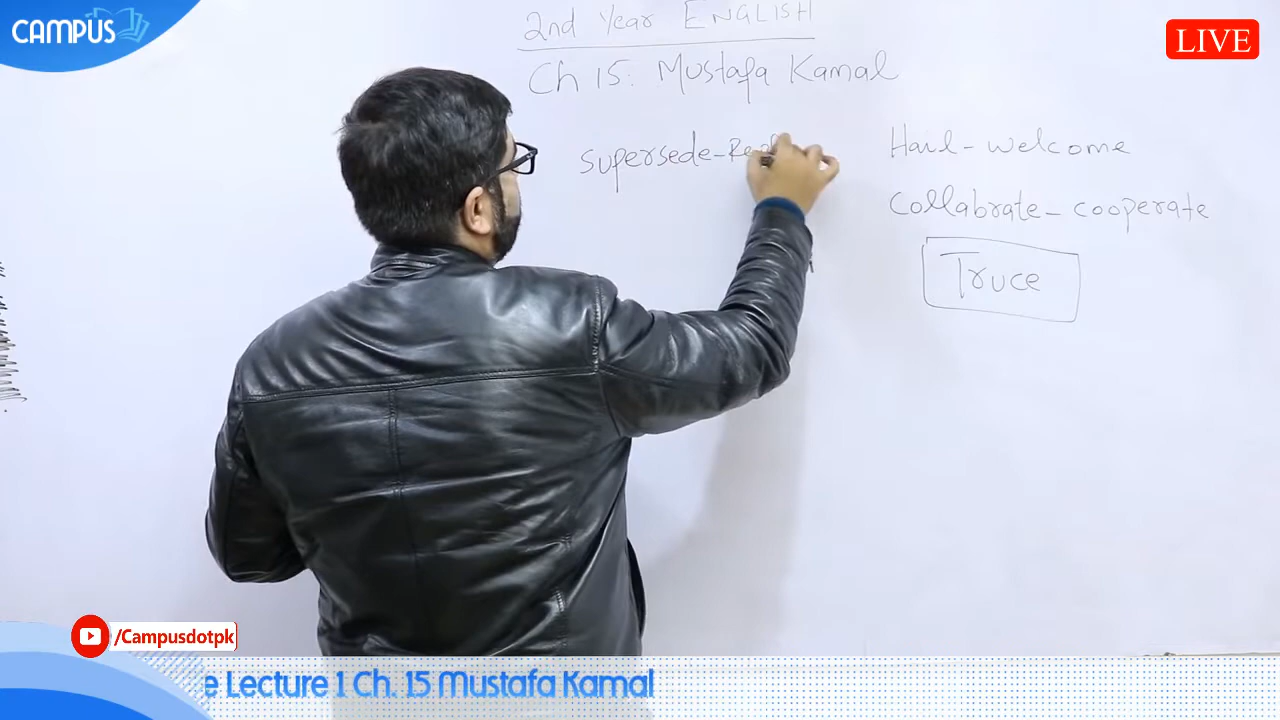 CAMPUS
LIVE
2nd Year ENGLISH
Ch 15: Mustafa Kamal
Supersede-
Hail - welcome
collabrate - cooperate
Truce
/Campusdotpk
e Lecture 1 Ch. 15 Mustafa Kamal